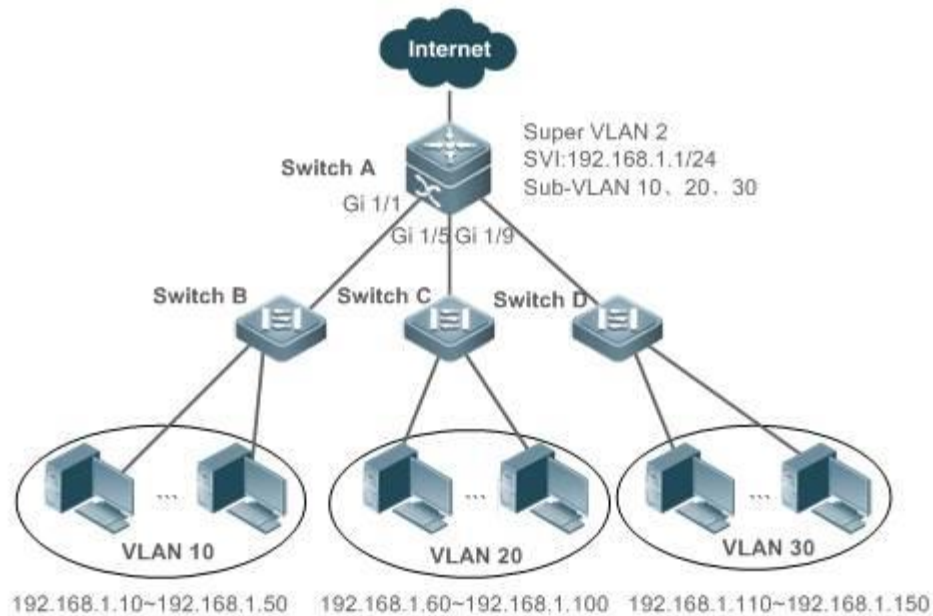 Internet
Super VLAN 2
SVI:192.168.1.1/24
Sub-VLAN 10、20、30
Switch A
Gi 1/1
Gi 1/5
Gi 1/9
Switch B
Switch C
Switch D
...
...
...
VLAN 10
VLAN 20
VLAN 30
192.168.1.10~192.168.1.50
192.168.1.60~192.168.1.100
192.168.1.110~192.168.1.150